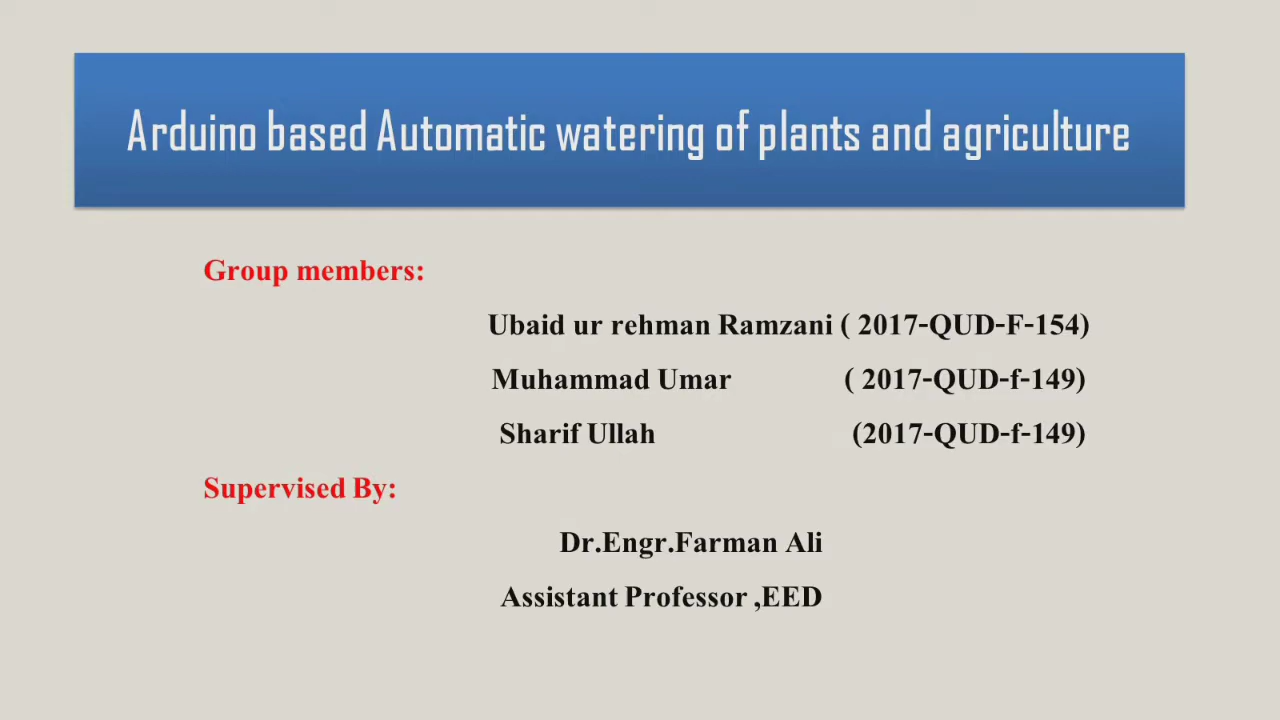 Arduino based Automatic watering of plants and agriculture
Group members:
Ubaid ur rehman Ramzani ( 2017-QUD-F-154)
Muhammad Umar ( 2017-QUD-f-149)
Sharif Ullah (2017-QUD-f-149)
Supervised By:
Dr.Engr.Farman Ali
Assistant Professor ,EED